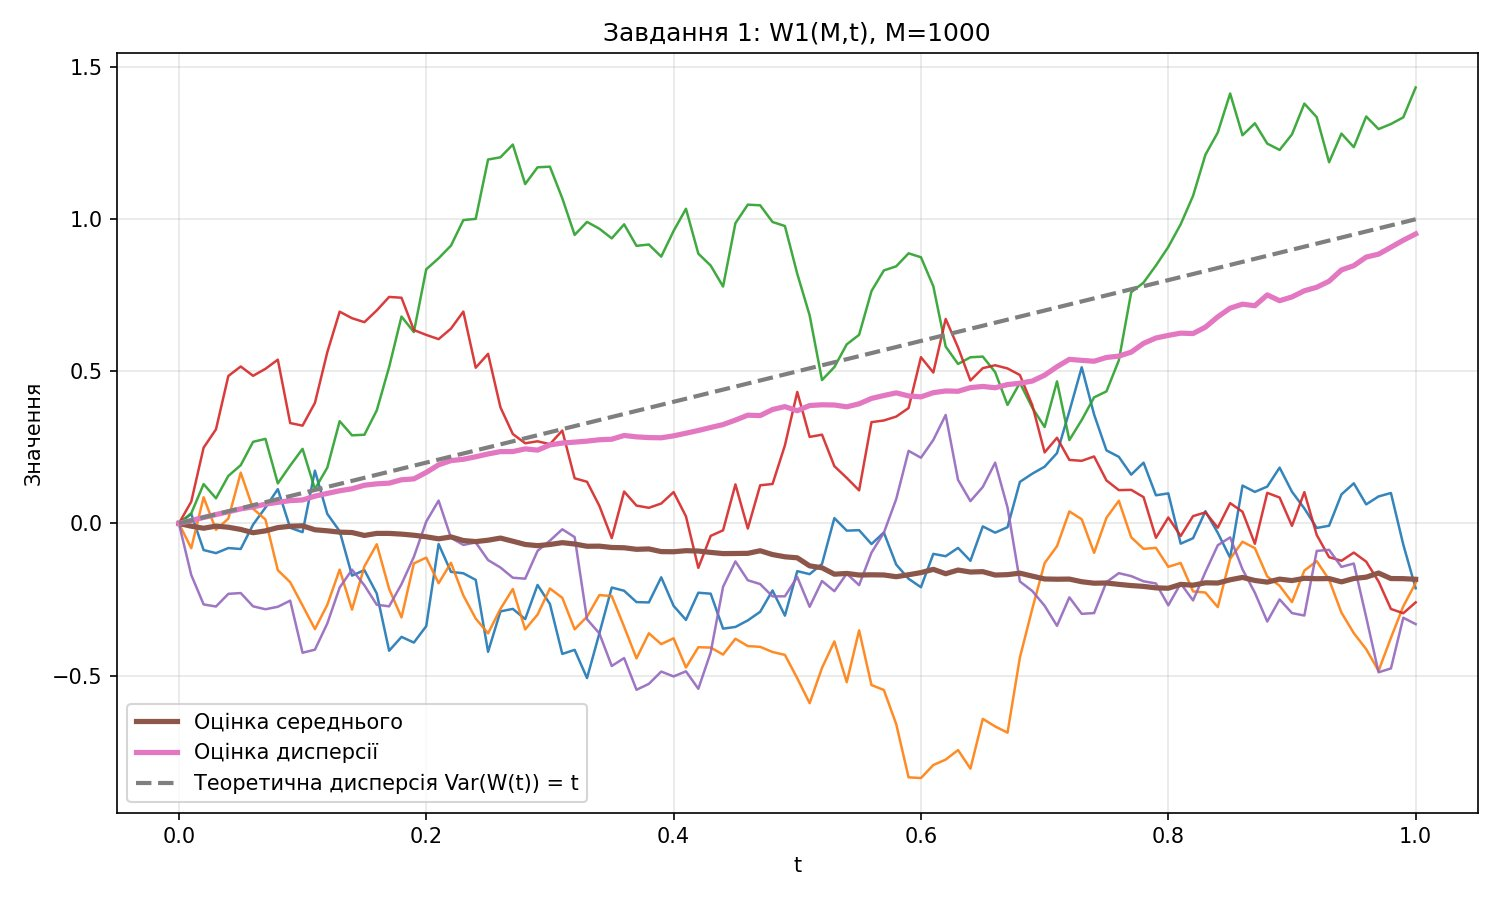 Завдання 1: W1(M,t), M=1000
Значення
1.5
1.0
0.5
0.0
−0.5
Оцінка середнього
Оцінка дисперсії
Теоретична дисперсія Var(W(t)) = t
0.0 0.2 0.4 0.6 0.8 1.0
t